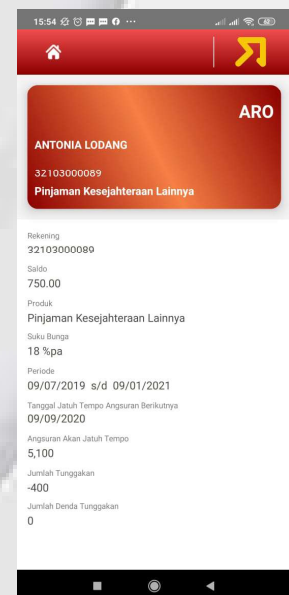 15:54
62
ARO
ANTONIA LODANG
32103000089
Pinjaman Kesejahteraan Lainnya
Rekening
32103000089
Saldo
750.00
Produk
Pinjaman Kesejahteraan Lainnya
Suku Bunga
18 %pa
Periode
09/07/2019 s/d 09/01/2021
Tanggal Jatuh Tempo Angsuran Berikutnya
09/09/2020
Angsuran Akan Jatuh Tempo
5,100
Jumlah Tunggakan
-400
Jumlah Denda Tunggakan
0